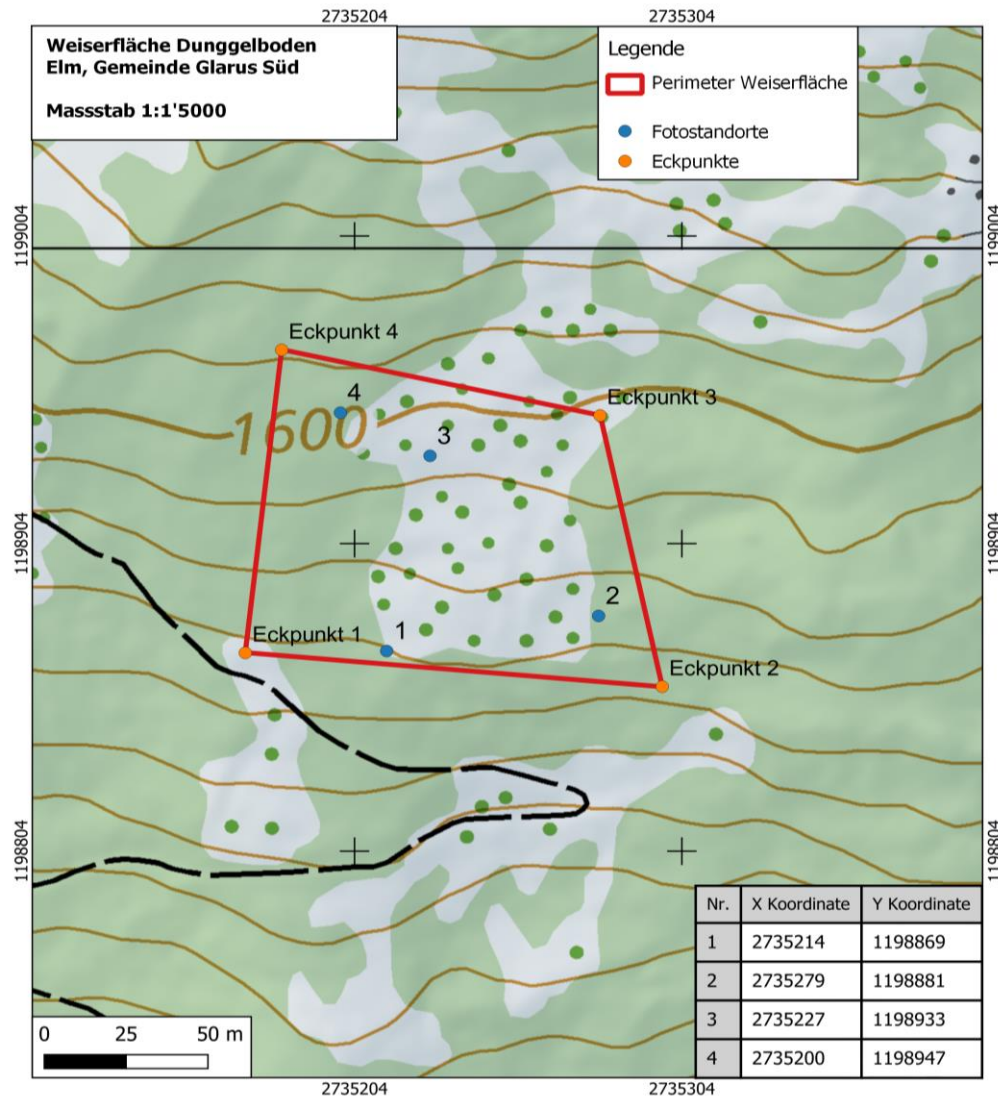 2735204
2735304
Weiserfläche Dunggelboden
Elm, Gemeinde Glarus Süd
Massstab 1:1'5000
Legende
Perimeter Weiserfläche
Fotostandorte
Eckpunkte
1199004
1199004
Eckpunkt 4
4
Eckpunkt 3
1600
3
1198904
1198904
2
Eckpunkt 1
1
Eckpunkt 2
1198804
1198804
Nr. X Koordinate Y Koordinate
1 2735214 1198869
2 2735279 1198881
3 2735227 1198933
4 2735200 1198947
0 25 50 m
2735204
2735304